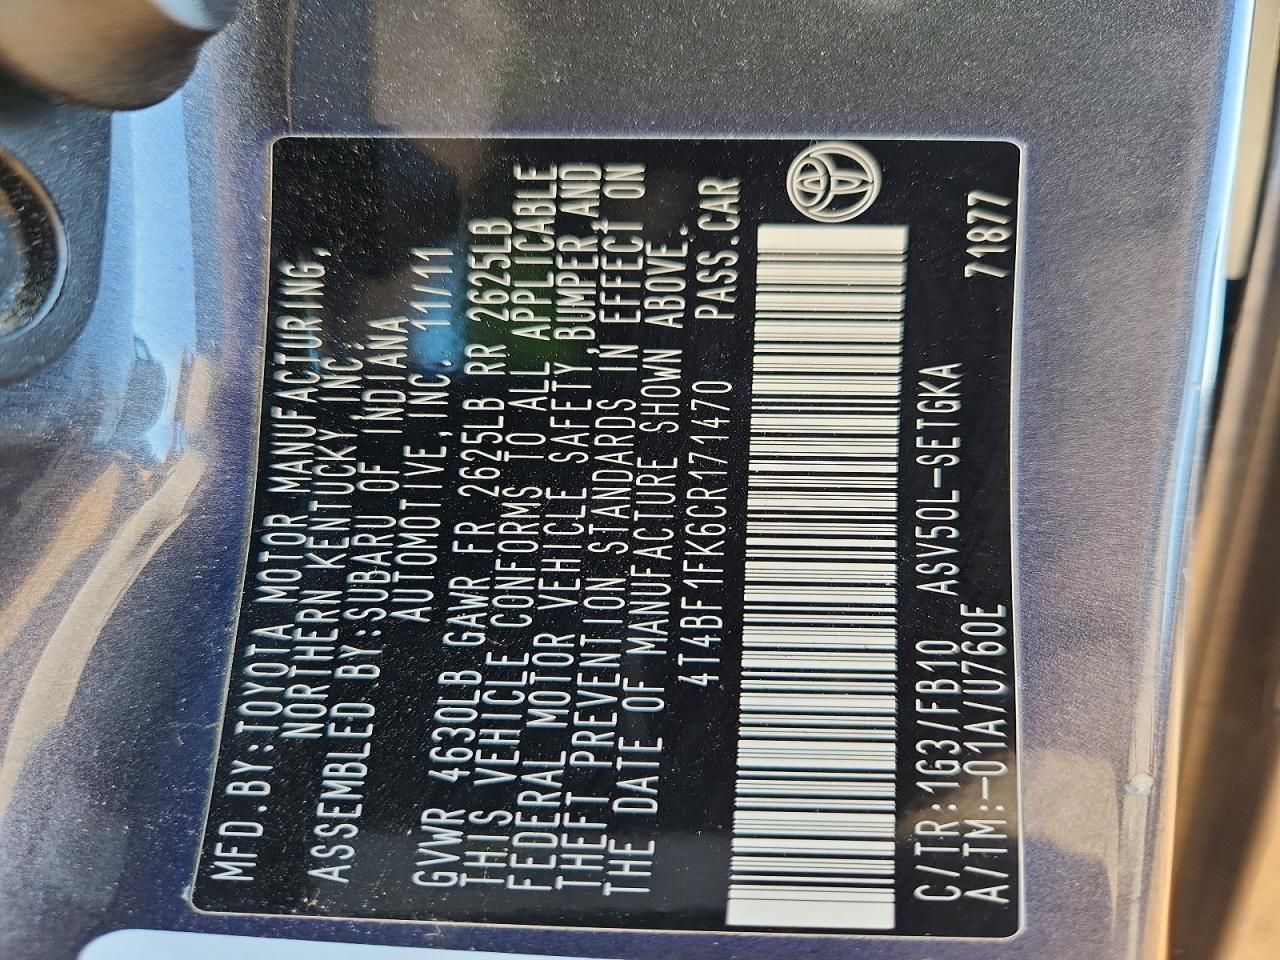 MFD.BY:TOYOTA MOTOR MANUFACTURING,
NORTHERN KENTUCKY, INC.
ASSEMBLED BY:SUBARU OF INDIANA
AUTOMOTIVE, INC. 11/11
GVWR 4630LB GAWR FR 2625LB RR 2625LB
THIS VEHICLE CONFORMS TO ALL APPLICABLE
FEDERAL MOTOR VEHICLE SAFETY, BUMPER,AND
THEFT PREVENTION STANDARDS IN EFFECT ON
THE DATE OF MANUFACTURE SHOWN ABOVE.
4T4BF1FK6CR171470 PASS.CAR
C/TR:1G3/FB10 ASV50L-SETGKA
A/TM:-01A/U760E 71877